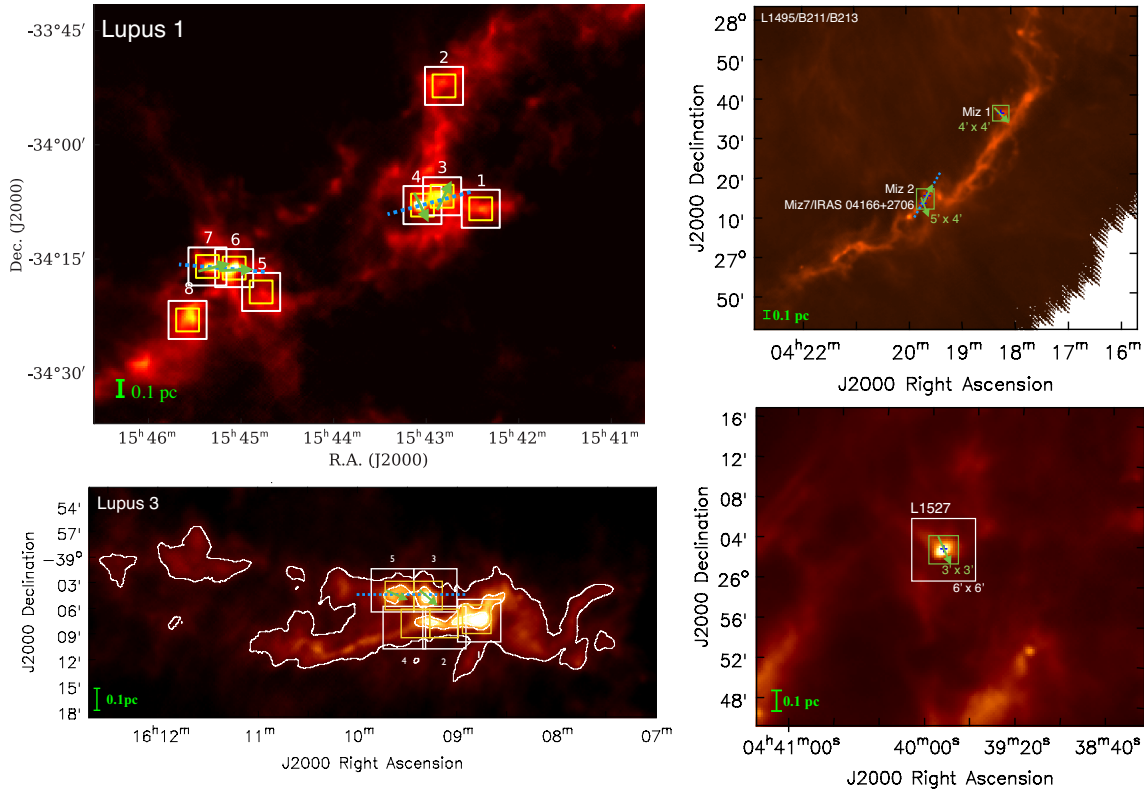 Lupus 1
−33°45′
−34°00′
−34°15′
−34°30′
Dec. (J2000)
2
3
4
1
7
6
5
8
0.1 pc
15ʰ46ᵐ
15ʰ45ᵐ
15ʰ44ᵐ
15ʰ43ᵐ
15ʰ42ᵐ
15ʰ41ᵐ
R.A. (J2000)
L1495/B211/B213
28°
50'
40'
30'
20'
10'
27°
50'
J2000 Declination
Miz 1
4' x 4'
Miz 2
Miz7/IRAS 04166+2706
5' x 4'
0.1 pc
04ʰ22ᵐ
20ᵐ
19ᵐ
18ᵐ
17ᵐ
J2000 Right Ascension
Lupus 3
54'
57'
−39°
03'
06'
09'
12'
15'
18'
J2000 Declination
5
3
4
2
1
0.1pc
16ʰ12ᵐ
11ᵐ
10ᵐ
09ᵐ
08ᵐ
07ᵐ
J2000 Right Ascension
16'
12'
08'
04'
26°
56'
52'
48'
J2000 Declination
L1527
3' x 3'
6' x 6'
0.1 pc
04ʰ41ᵐ00ˢ
40ᵐ00ˢ
39ᵐ20ˢ
38ᵐ40ˢ
J2000 Right Ascension